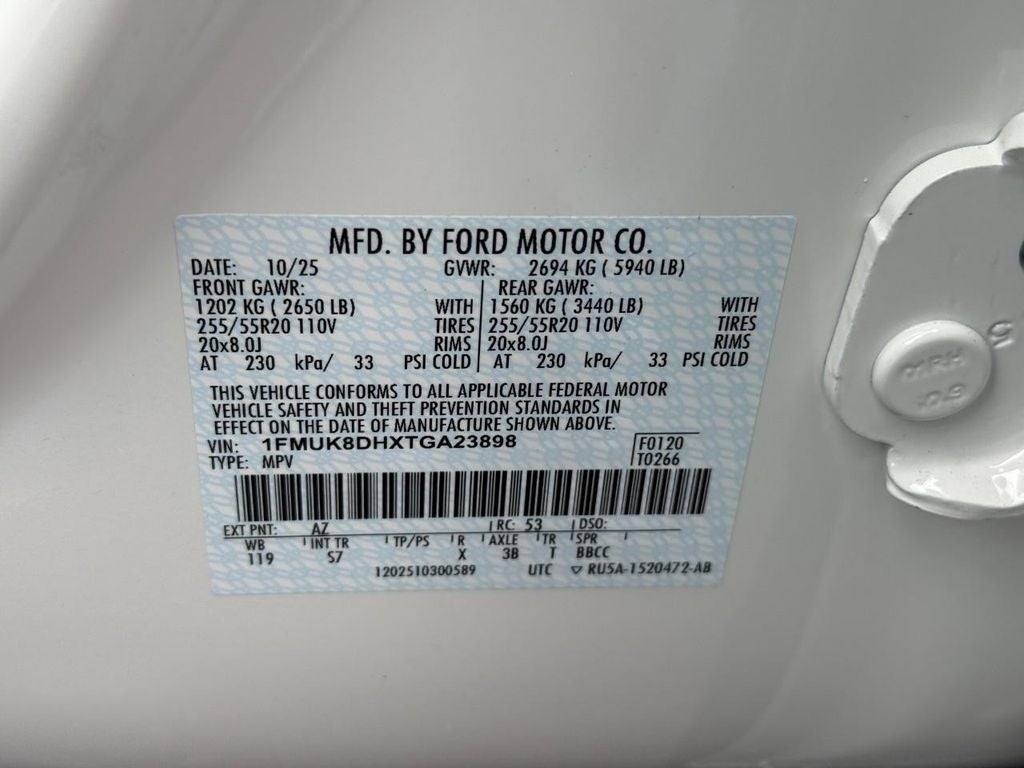 MFD. BY FORD MOTOR CO.
DATE: 10/25 GVWR: 2694 KG ( 5940 LB)
FRONT GAWR: REAR GAWR:
1202 KG ( 2650 LB) WITH 1560 KG ( 3440 LB) WITH
255/55R20 110V TIRES 255/55R20 110V TIRES
20x8.0J RIMS 20x8.0J RIMS
AT 230 kPa/ 33 PSI COLD AT 230 kPa/ 33 PSI COLD
THIS VEHICLE CONFORMS TO ALL APPLICABLE FEDERAL MOTOR
VEHICLE SAFETY AND THEFT PREVENTION STANDARDS IN
EFFECT ON THE DATE OF MANUFACTURE SHOWN ABOVE.
VIN: 1FMUK8DHXTGA23898 F0120
TYPE: MPV T0266
EXT PNT: AZ RC: 53 DSO:
WB INT TR TP/PS R AXLE TR SPR
119 S7 X 3B T BBCC
1202510300589 UTC ▽ RU5A-1520472-AB
MRH